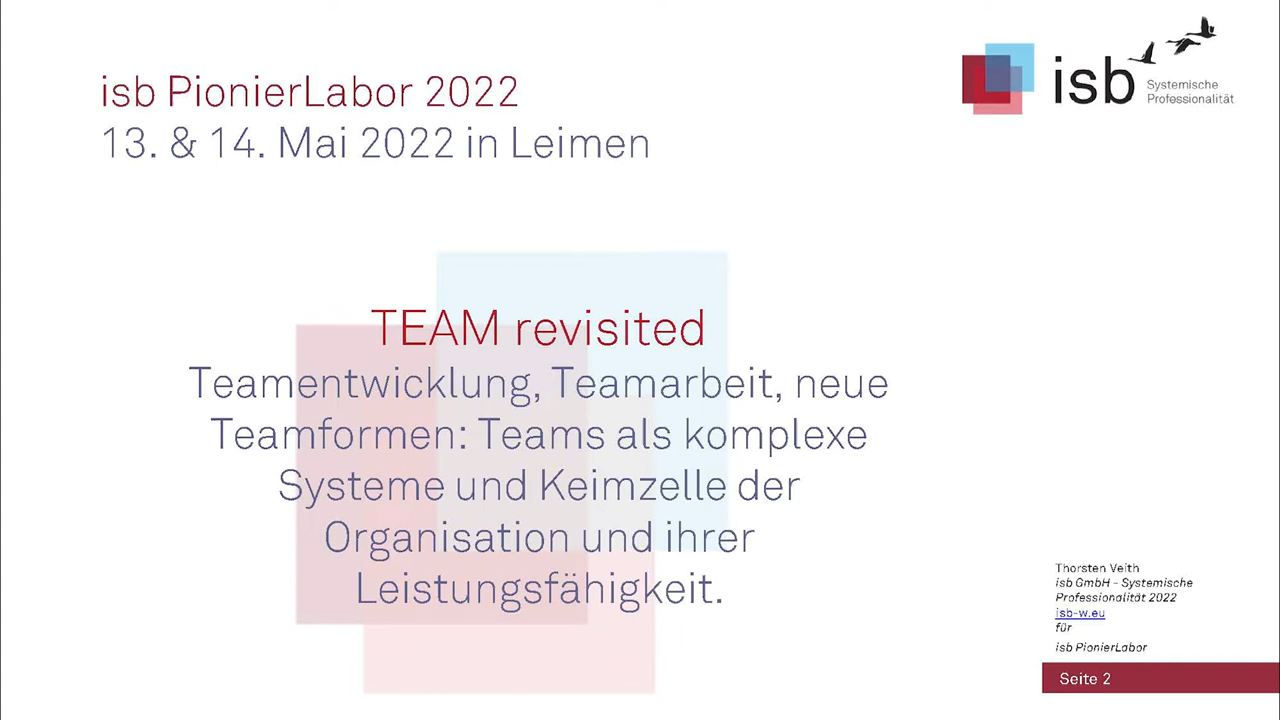 isb PionierLabor 2022
13. & 14. Mai 2022 in Leimen
isb
Systemische
Professionalität
TEAM revisited
Teamentwicklung, Teamarbeit, neue
Teamformen: Teams als komplexe
Systeme und Keimzelle der
Organisation und ihrer
Leistungsfähigkeit.
Thorsten Veith
isb GmbH - Systemische
Professionalität 2022
isb-w.eu
für
isb PionierLabor
Seite 2